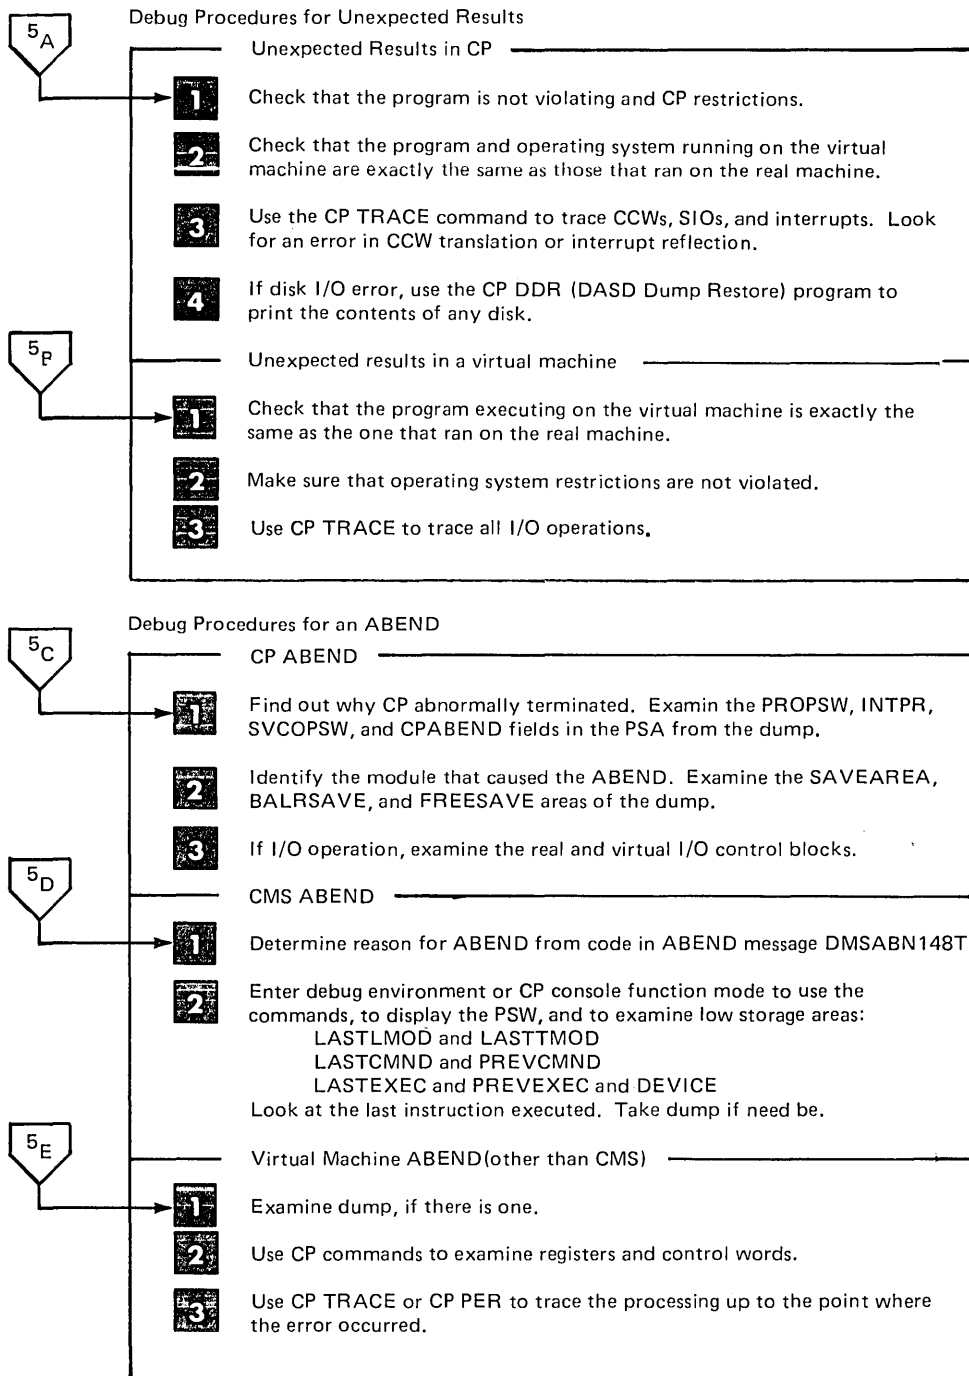 Debug Procedures for Unexpected Results
5A
Unexpected Results in CP
1 Check that the program is not violating and CP restrictions.
2 Check that the program and operating system running on the virtual
machine are exactly the same as those that ran on the real machine.
3 Use the CP TRACE command to trace CCWs, SIOs, and interrupts. Look
for an error in CCW translation or interrupt reflection.
4 If disk I/O error, use the CP DDR (DASD Dump Restore) program to
print the contents of any disk.
5B
Unexpected results in a virtual machine
1 Check that the program executing on the virtual machine is exactly the
same as the one that ran on the real machine.
2 Make sure that operating system restrictions are not violated.
3 Use CP TRACE to trace all I/O operations.
Debug Procedures for an ABEND
5C
CP ABEND
1 Find out why CP abnormally terminated. Examin the PROPSW, INTPR,
SVCOPSW, and CPABEND fields in the PSA from the dump.
2 Identify the module that caused the ABEND. Examine the SAVEAREA,
BALRSAVE, and FREESAVE areas of the dump.
3 If I/O operation, examine the real and virtual I/O control blocks.
5D
CMS ABEND
1 Determine reason for ABEND from code in ABEND message DMSABN148T
2 Enter debug environment or CP console function mode to use the
commands, to display the PSW, and to examine low storage areas:
LASTLMOD and LASTTMOD
LASTCMND and PREVCMND
LASTEXEC and PREVEXEC and DEVICE
Look at the last instruction executed. Take dump if need be.
5E
Virtual Machine ABEND(other than CMS)
1 Examine dump, if there is one.
2 Use CP commands to examine registers and control words.
3 Use CP TRACE or CP PER to trace the processing up to the point where
the error occurred.